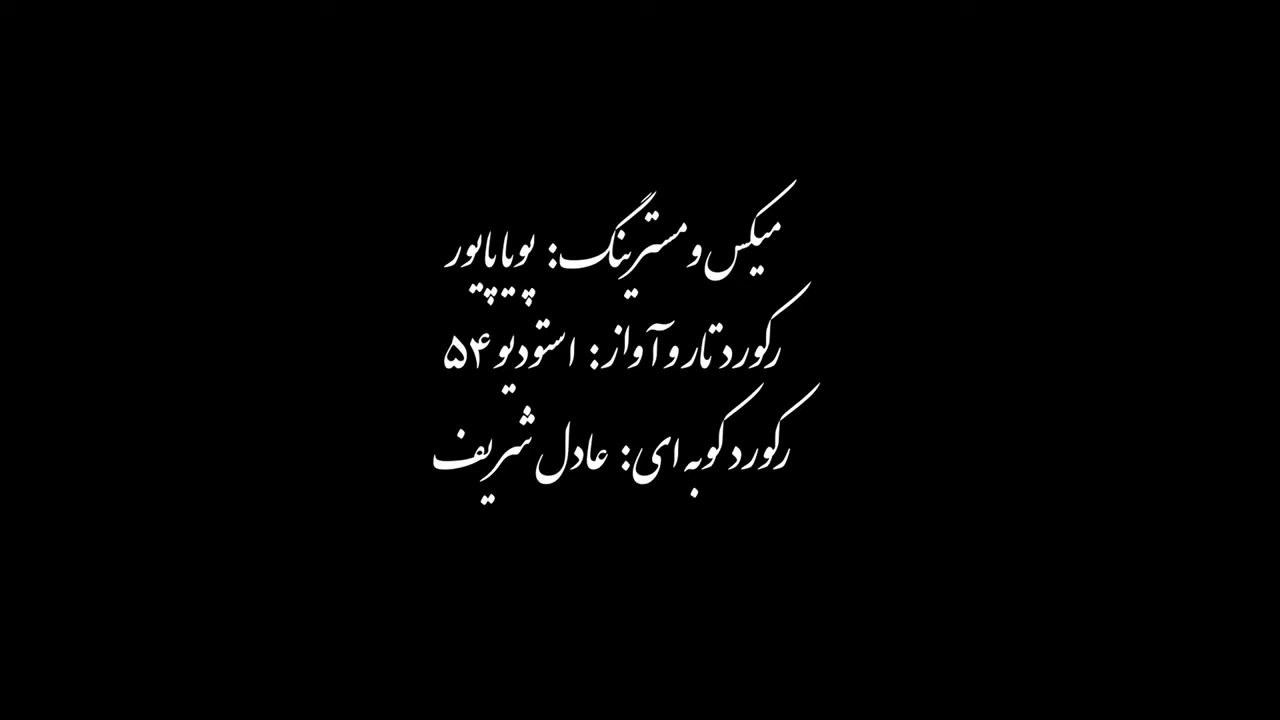 میکس و مسترینگ: پویا پاپور
رکورد تار و آواز: استودیو ۵۴
رکورد کوبه ای: عادل شریف